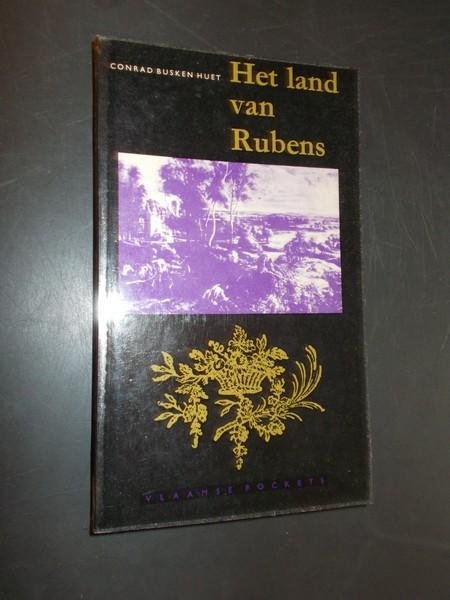 CONRAD BUSKEN HUET
Het land
van
Rubens
VLAAMSE POCKETS